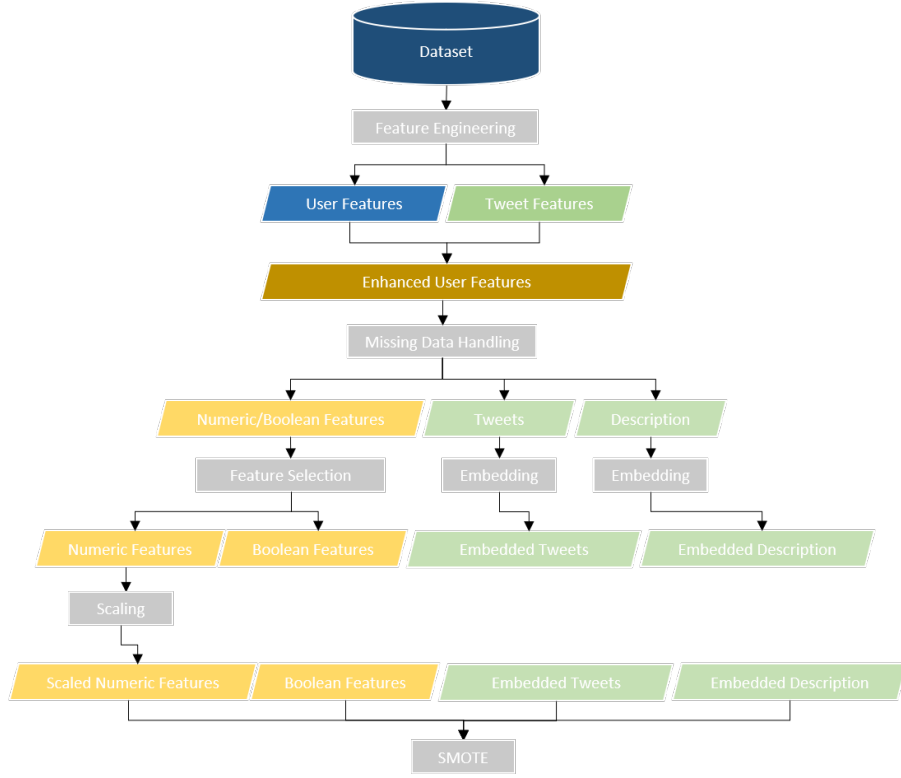 Dataset
Feature Engineering
User Features
Tweet Features
Enhanced User Features
Missing Data Handling
Numeric/Boolean Features
Tweets
Description
Feature Selection
Embedding
Embedding
Numeric Features
Boolean Features
Embedded Tweets
Embedded Description
Scaling
Scaled Numeric Features
Boolean Features
Embedded Tweets
Embedded Description
SMOTE